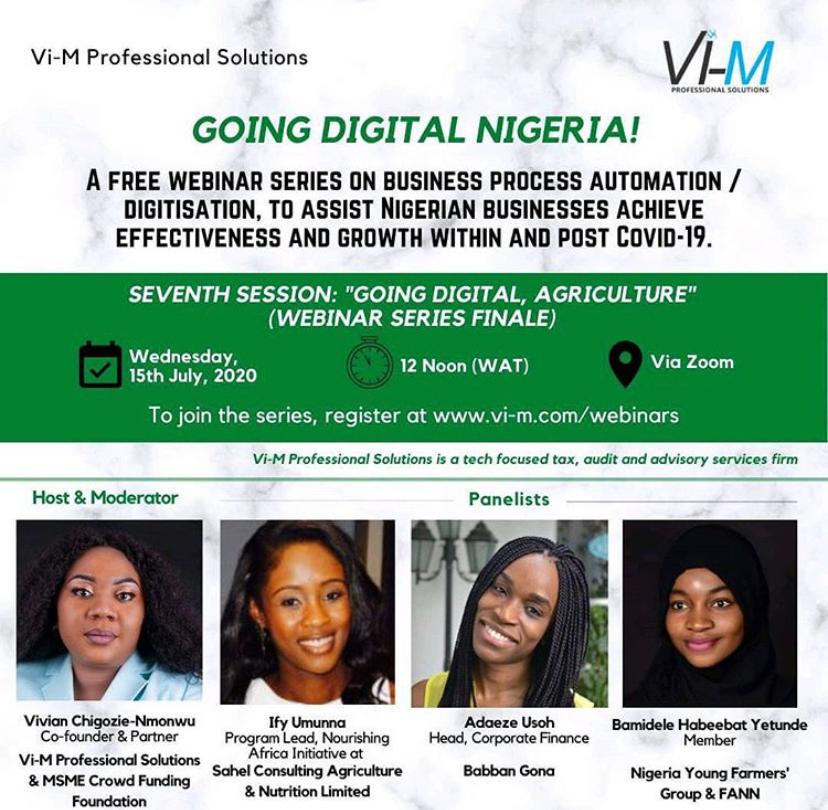 Vi-M Professional Solutions
Vi-M
PROFESSIONAL SOLUTIONS
GOING DIGITAL NIGERIA!
A FREE WEBINAR SERIES ON BUSINESS PROCESS AUTOMATION /
DIGITISATION, TO ASSIST NIGERIAN BUSINESSES ACHIEVE
EFFECTIVENESS AND GROWTH WITHIN AND POST COVID-19.
SEVENTH SESSION: "GOING DIGITAL, AGRICULTURE"
(WEBINAR SERIES FINALE)
Wednesday,
15th July, 2020
12 Noon (WAT)
Via Zoom
To join the series, register at www.vi-m.com/webinars
Vi-M Professional Solutions is a tech focused tax, audit and advisory services firm
Host & Moderator
Panelists
Vivian Chigozie-Nmonwu
Co-founder & Partner
Vi-M Professional Solutions
& MSME Crowd Funding
Foundation
Ify Umunna
Program Lead, Nourishing
Africa Initiative at
Sahel Consulting Agriculture
& Nutrition Limited
Adaeze Usoh
Head, Corporate Finance
Babban Gona
Bamidele Habeebat Yetunde
Member
Nigeria Young Farmers'
Group & FANN